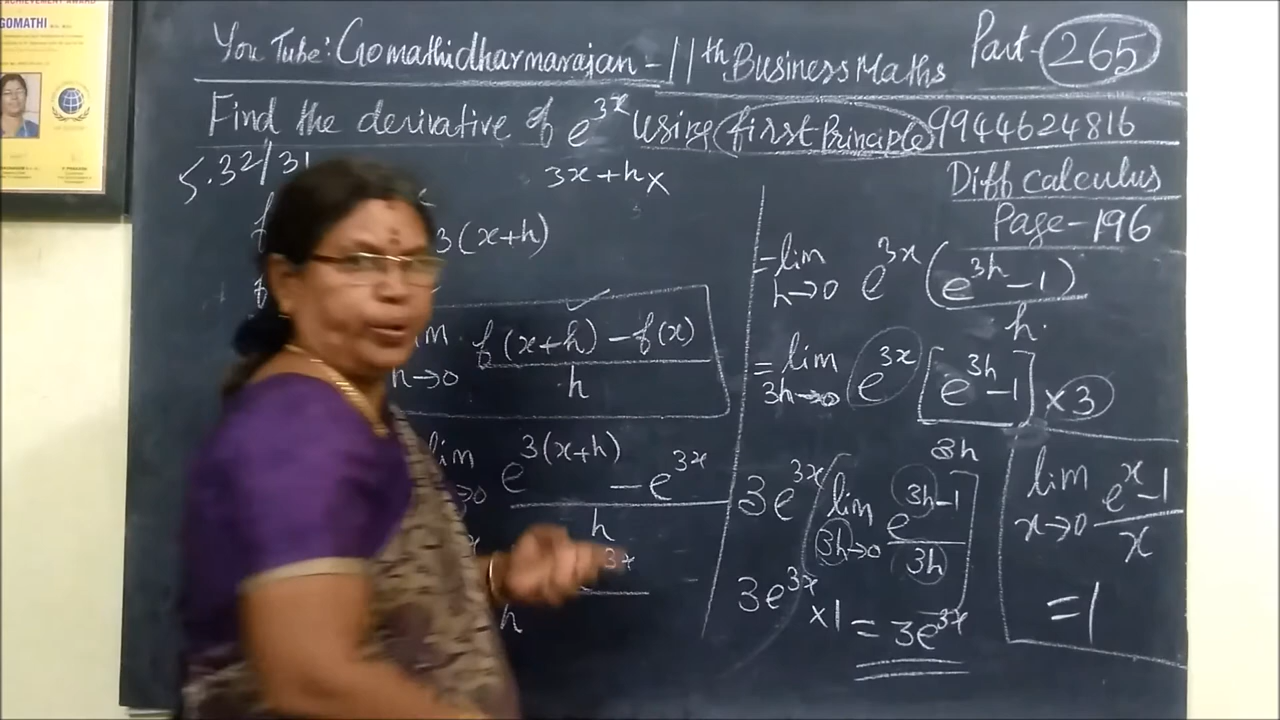 GOMATHI
You Tube: Gomathidharmarajan - 11th Business Maths Part - 265
Find the derivative of e^3x using first Principle 9944624816
5.32/31
3x+h x
3(x+h)
lim h→0 f(x+h) - f(x) / h
lim e^3(x+h) - e^3x / h
3x
h
Diff calculus
Page - 196
= lim h→0 e^3x (e^3h - 1) / h
= lim 3h→0 e^3x [e^3h - 1] / 3h × 3
3e^3x [lim 3h→0 e^3h - 1 / 3h]
3e^3x × 1 = 3e^3x
lim x→0 e^x - 1 / x
= 1